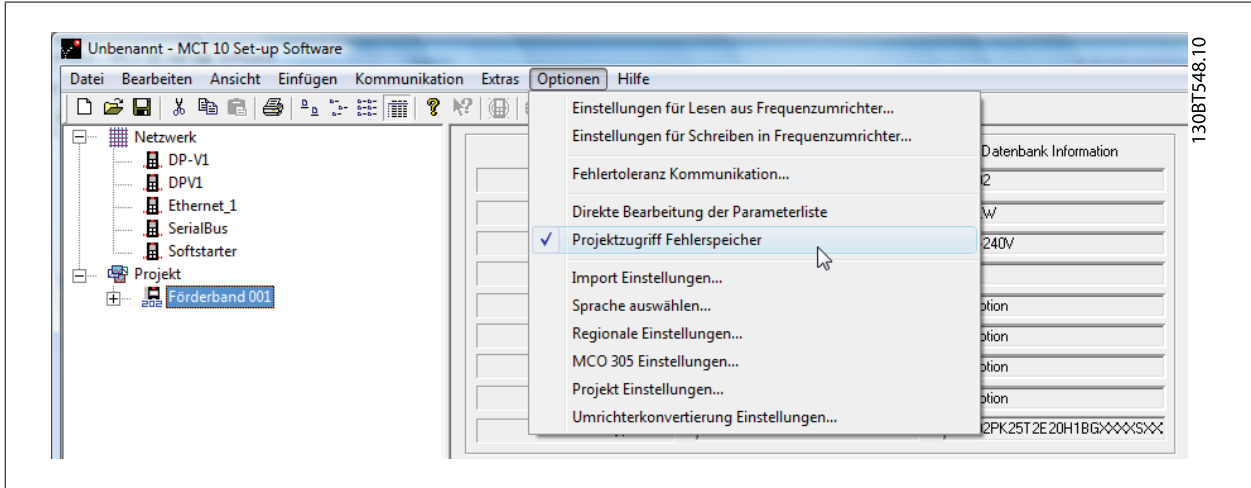 Unbenannt - MCT 10 Set-up Software
Datei Bearbeiten Ansicht Einfügen Kommunikation Extras Optionen Hilfe
Netzwerk
DP-V1
DPV1
Ethernet_1
SerialBus
Softstarter
Projekt
202
Förderband 001
Einstellungen für Lesen aus Frequenzumrichter...
Einstellungen für Schreiben in Frequenzumrichter...
Fehlertoleranz Kommunikation...
Direkte Bearbeitung der Parameterliste
✓ Projektzugriff Fehlerspeicher
Import Einstellungen...
Sprache auswählen...
Regionale Einstellungen...
MCO 305 Einstellungen...
Projekt Einstellungen...
Umrichterkonvertierung Einstellungen...
Datenbank Information
240V
130BT548.10